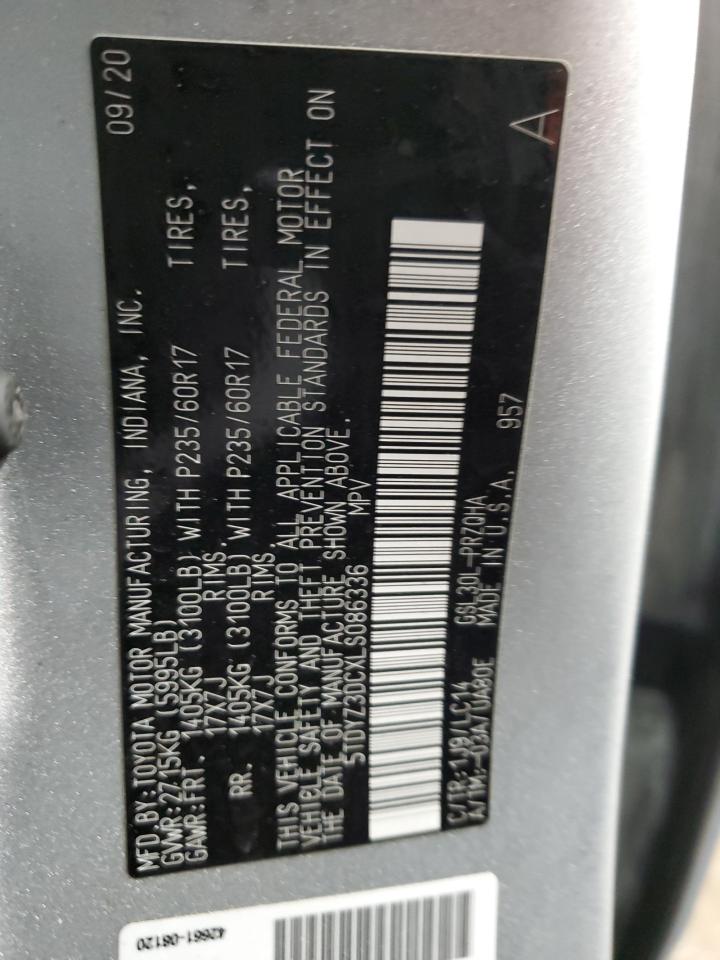 MFD BY:TOYOTA MOTOR MANUFACTURING, INDIANA, INC. 09/20
GVWR:2715KG (5995LB)
GAWR:FRT. 1405KG (3100LB) WITH P235/60R17 TIRES,
17X7J RIMS,
RR. 1405KG (3100LB) WITH P235/60R17 TIRES,
17X7J RIMS
THIS VEHICLE CONFORMS TO ALL APPLICABLE FEDERAL MOTOR
VEHICLE SAFETY AND THEFT PREVENTION STANDARDS IN EFFECT ON
THE DATE OF MANUFACTURE SHOWN ABOVE.
5TDYZ3DCXLS086336 MPV
A
C/TR:1J9/LC14 GSL30L-PRZQHA
A/TM:-03A/UA80E MADE IN U.S.A. 957
42661-08120